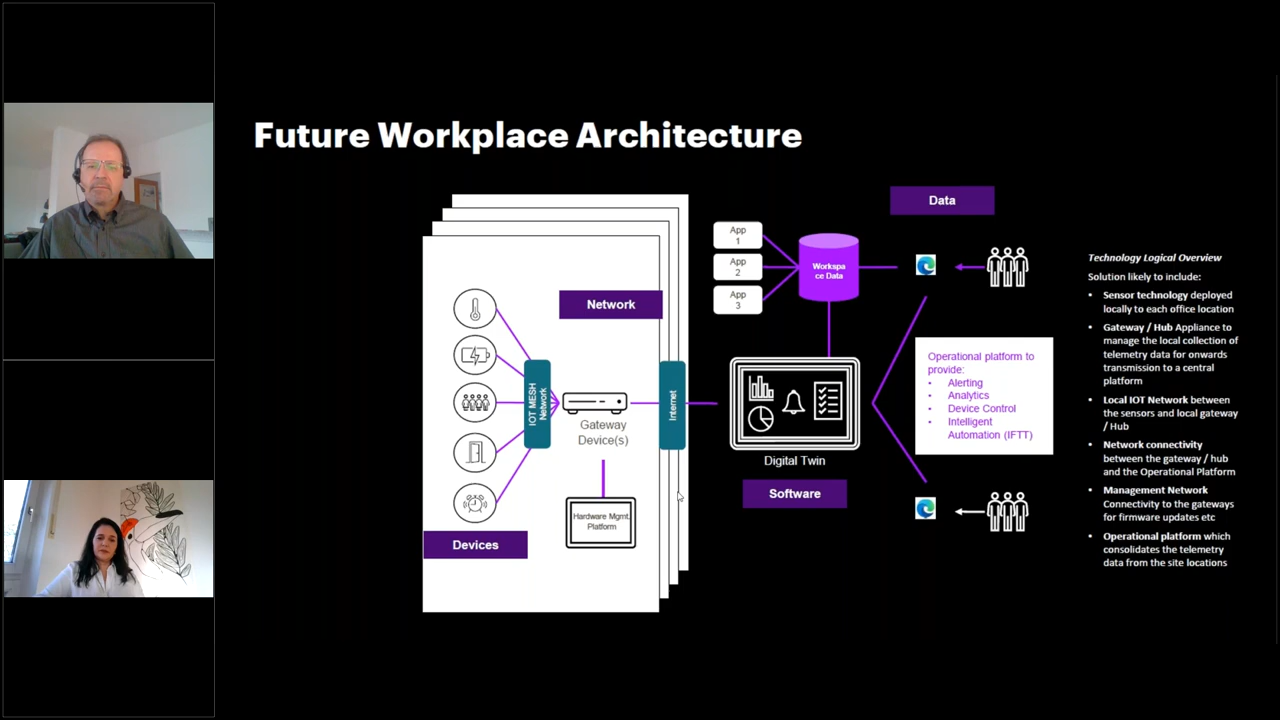 Future Workplace Architecture
Network
IOT MESH
Network
Gateway
Device(s)
Hardware Mgmt.
Platform
Devices
Internet
App
1
App
2
App
3
Workspa
ce Data
Digital Twin
Software
Data
Operational platform to
provide:
• Alerting
• Analytics
• Device Control
• Intelligent
Automation (IFTT)
Technology Logical Overview
Solution likely to include:
• Sensor technology deployed
locally to each office location
• Gateway / Hub Appliance to
manage the local collection of
telemetry data for onwards
transmission to a central
platform
• Local IOT Network between
the sensors and local gateway
/ Hub
• Network connectivity
between the gateway / hub
and the Operational Platform
• Management Network
Connectivity to the gateways
for firmware updates etc
• Operational platform which
consolidates the telemetry
data from the site locations